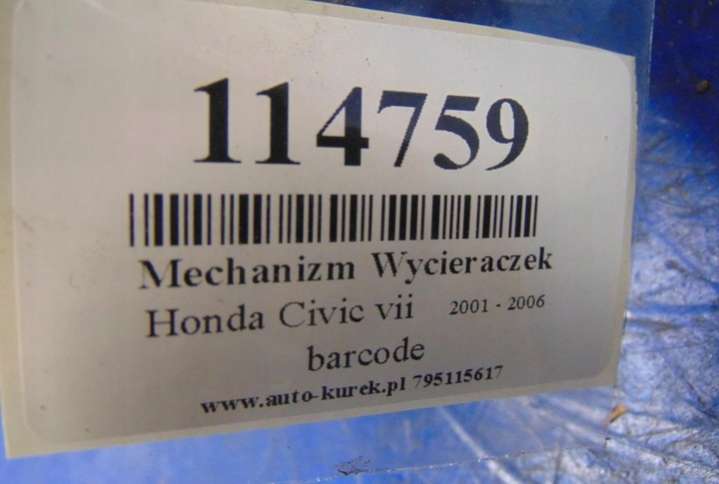 114759
Mechanizm Wycieraczek
Honda Civic vii 2001 - 2006
barcode
www.auto-kurek.pl 795115617